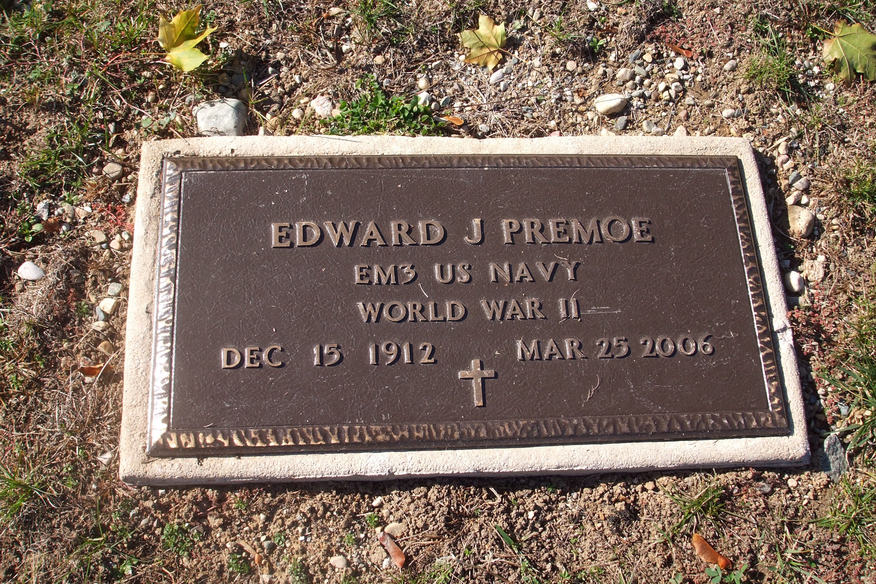 EDWARD J PREMOE
EM3 US NAVY
WORLD WAR II
DEC 15 1912 MAR 25 2006